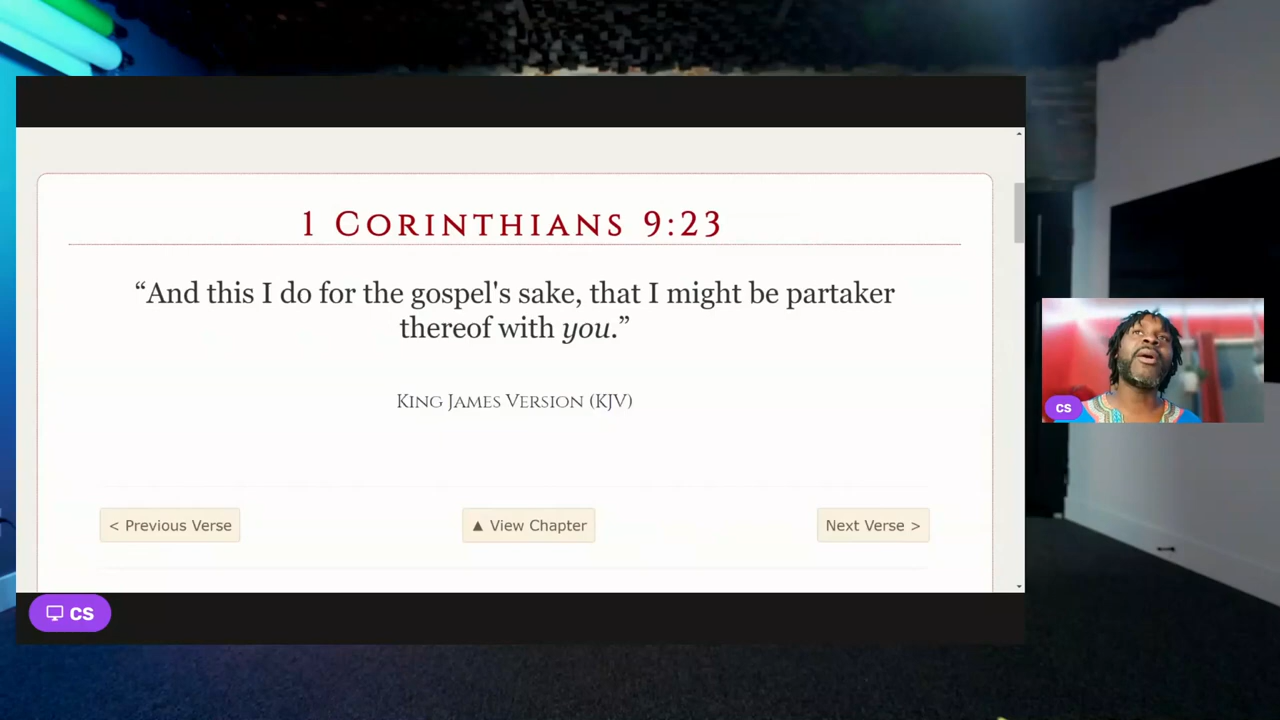 1 Corinthians 9:23
“And this I do for the gospel's sake, that I might be partaker
thereof with you.”
King James Version (KJV)
< Previous Verse
▲ View Chapter
Next Verse >
CS
CS